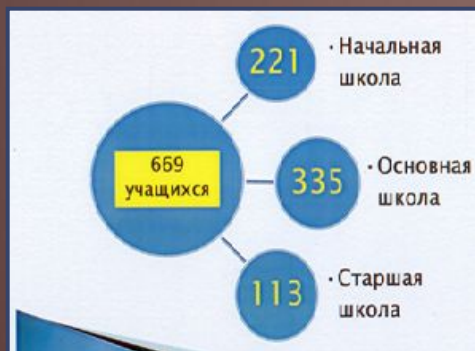 221
· Начальная
школа
669
учащихся
335
· Основная
школа
113
· Старшая
школа